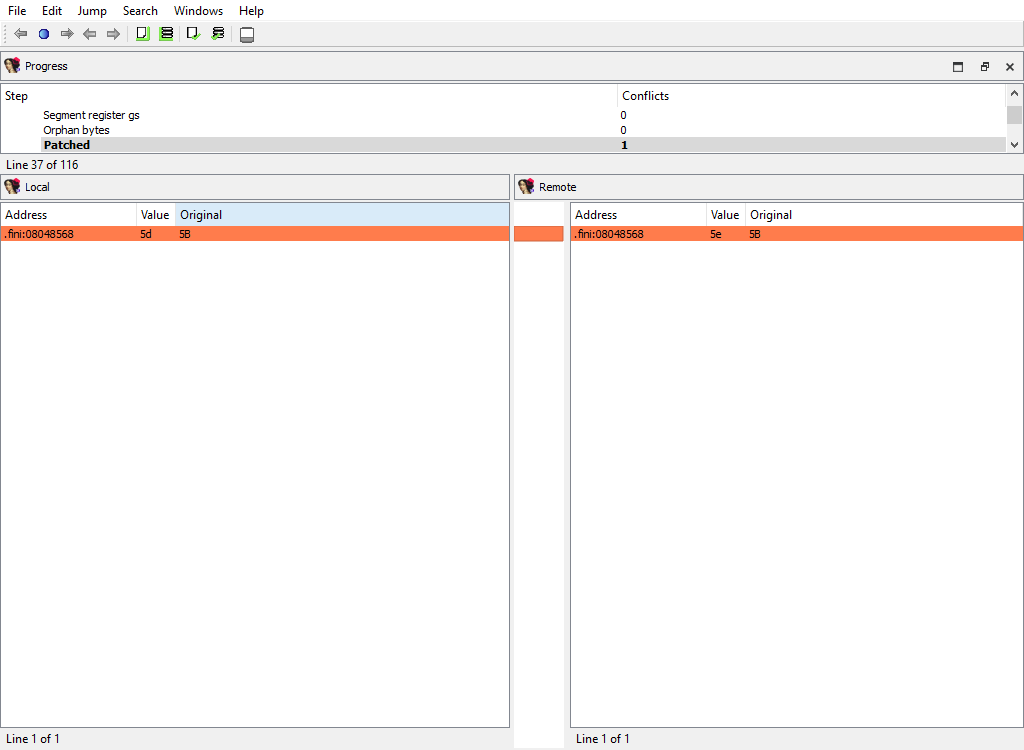 File Edit Jump Search Windows Help
Progress
Step Conflicts
Segment register gs 0
Orphan bytes 0
Patched 1
Line 37 of 116
Local Remote
Address Value Original Address Value Original
.fini:08048568 5d 5B .fini:08048568 5e 5B
Line 1 of 1 Line 1 of 1